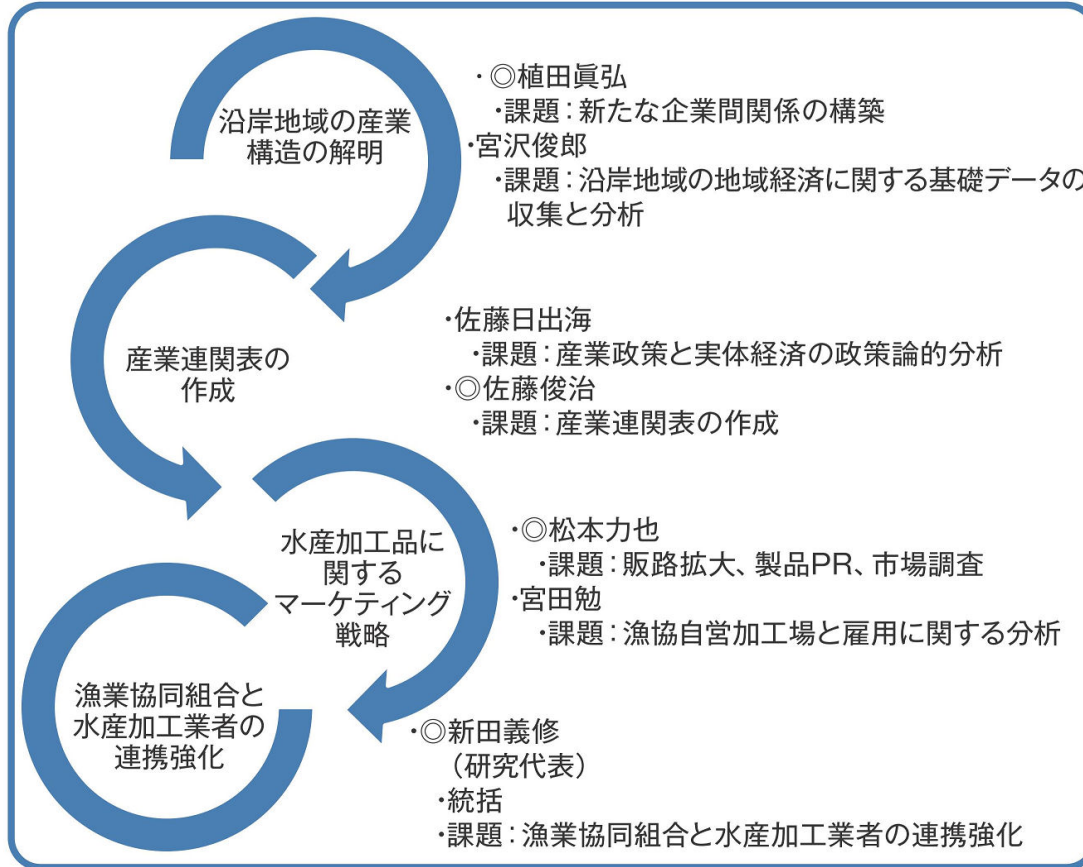 沿岸地域の産業
構造の解明
・◎植田眞弘
・課題：新たな企業間関係の構築
・宮沢俊郎
・課題：沿岸地域の地域経済に関する基礎データの
収集と分析
産業連関表の
作成
・佐藤日出海
・課題：産業政策と実体経済の政策論的分析
・◎佐藤俊治
・課題：産業連関表の作成
水産加工品に
関する
マーケティング
戦略
・◎松本力也
・課題：販路拡大、製品PR、市場調査
・宮田勉
・課題：漁協自営加工場と雇用に関する分析
漁業協同組合と
水産加工業者の
連携強化
・◎新田義修
（研究代表）
・統括
・課題：漁業協同組合と水産加工業者の連携強化